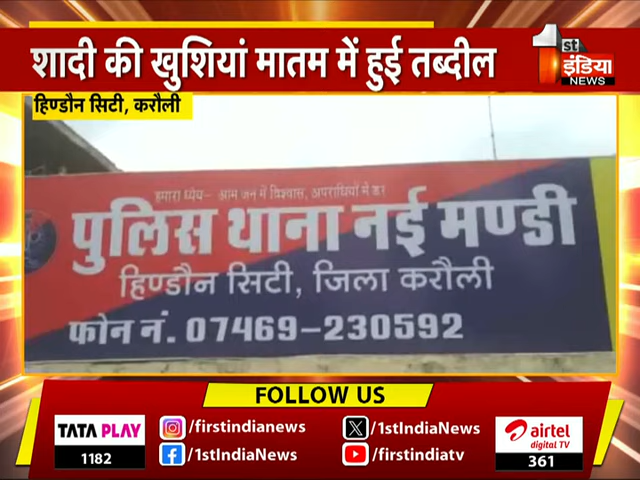 शादी की खुशियां मातम में हुई तब्दील
1st
इंडिया
NEWS
हिण्डौन सिटी, करौली
हमारा ध्येय- आम जन में विश्वास, अपराधियों में डर
पुलिस थाना नई मण्डी
हिण्डौन सिटी, जिला करौली
फोन नं. 07469-230592
FOLLOW US
TATA PLAY
1182
/firstindianews
/1stIndiaNews
/1stIndiaNews
/firstindiatv
airtel
digital TV
361